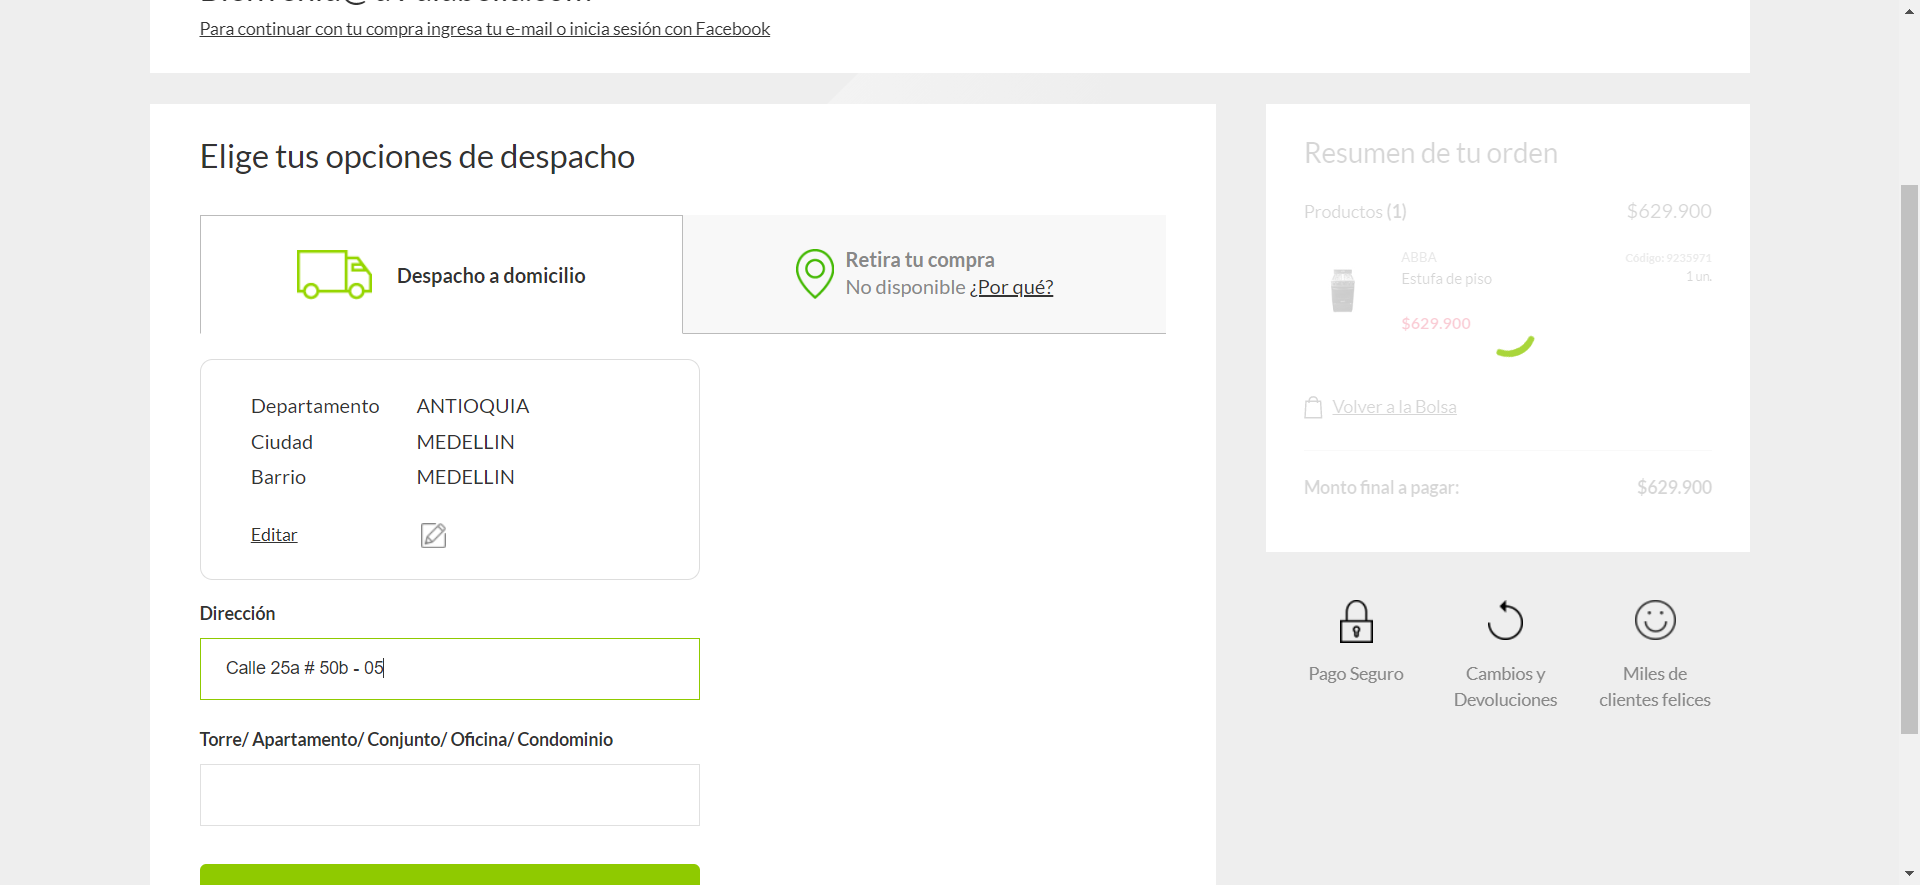 Para continuar con tu compra ingresa tu e-mail o inicia sesión con Facebook
Elige tus opciones de despacho
Despacho a domicilio
Retira tu compra
No disponible ¿Por qué?
Departamento ANTIOQUIA
Ciudad MEDELLIN
Barrio MEDELLIN
Editar
Dirección
Calle 25a # 50b - 05
Torre/ Apartamento/ Conjunto/ Oficina/ Condominio
Resumen de tu orden
Productos (1) $629.900
ABBA Código: 9235971
Estufa de piso 1 un.
$629.900
Volver a la Bolsa
Monto final a pagar: $629.900
Pago Seguro
Cambios y
Devoluciones
Miles de
clientes felices